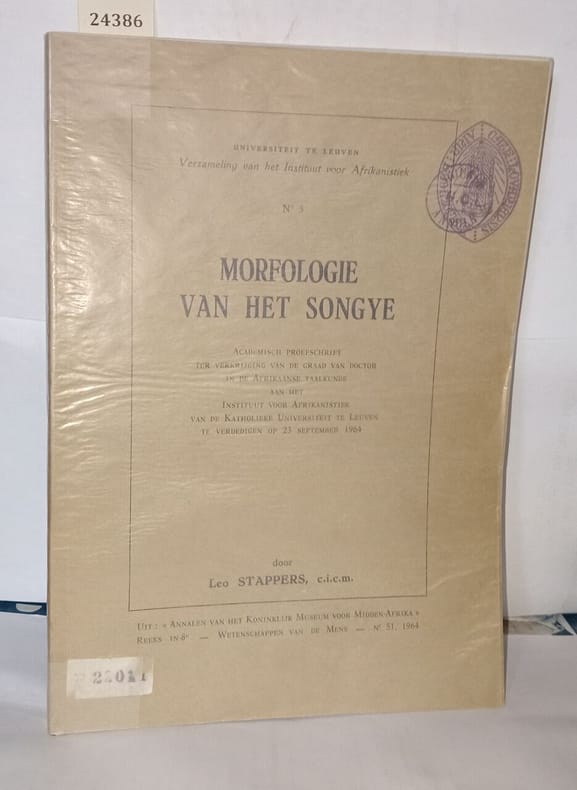 24386
UNIVERSITEIT TE LEUVEN
Verzameling van het Instituut voor Afrikanistiek
N° 3
MORFOLOGIE
VAN HET SONGYE
ACADEMISCH PROEFSCHRIFT
TER VERKRIJGING VAN DE GRAAD VAN DOCTOR
IN DE AFRIKAANSE TAALKUNDE
AAN HET
INSTITUUT VOOR AFRIKANISTIEK
VAN DE KATHOLIEKE UNIVERSITEIT TE LEUVEN
TE VERDEDIGEN OP 23 SEPTEMBER 1964
door
Leo STAPPERS, c.i.c.m.
UIT : « ANNALEN VAN HET KONINKLIJK MUSEUM VOOR MIDDEN-AFRIKA »
REEKS IN-8° — WETENSCHAPPEN VAN DE MENS — N° 51, 1964